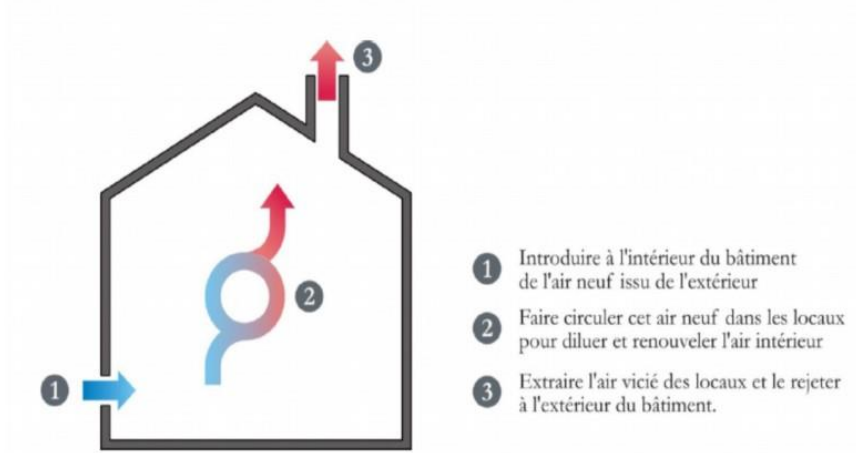 3
2
1
1 Introduire à l'intérieur du bâtiment
de l'air neuf issu de l'extérieur
2 Faire circuler cet air neuf dans les locaux
pour diluer et renouveler l'air intérieur
3 Extraire l'air vicié des locaux et le rejeter
à l'extérieur du bâtiment.